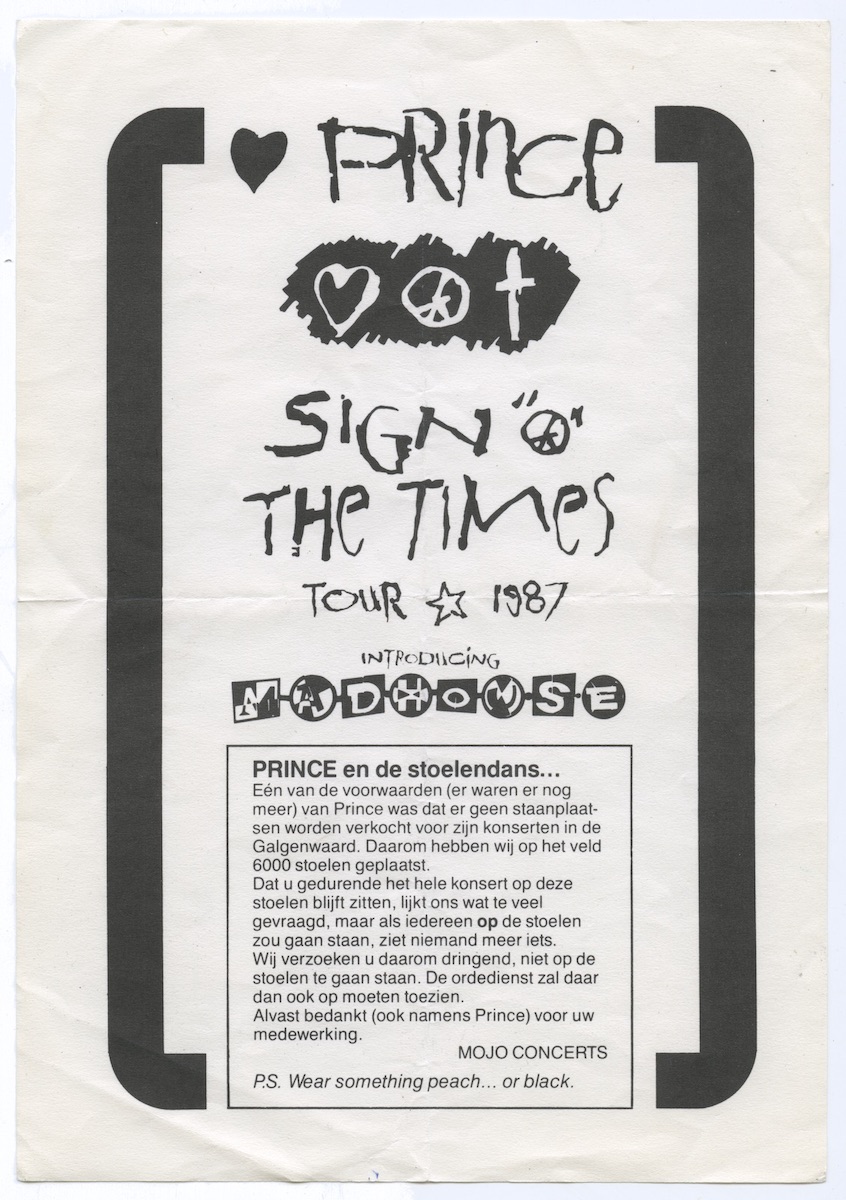 PRINCE
SIGN "☮"
THE TIMES
TOUR ☆ 1987
INTRODUCING
MADHOUSE
PRINCE en de stoelendans...
Eén van de voorwaarden (er waren er nog
meer) van Prince was dat er geen staanplaat-
sen worden verkocht voor zijn konserten in de
Galgenwaard. Daarom hebben wij op het veld
6000 stoelen geplaatst.
Dat u gedurende het hele konsert op deze
stoelen blijft zitten, lijkt ons wat te veel
gevraagd, maar als iedereen op de stoelen
zou gaan staan, ziet niemand meer iets.
Wij verzoeken u daarom dringend, niet op de
stoelen te gaan staan. De ordedienst zal daar
dan ook op moeten toezien.
Alvast bedankt (ook namens Prince) voor uw
medewerking.
MOJO CONCERTS
P.S. Wear something peach... or black.